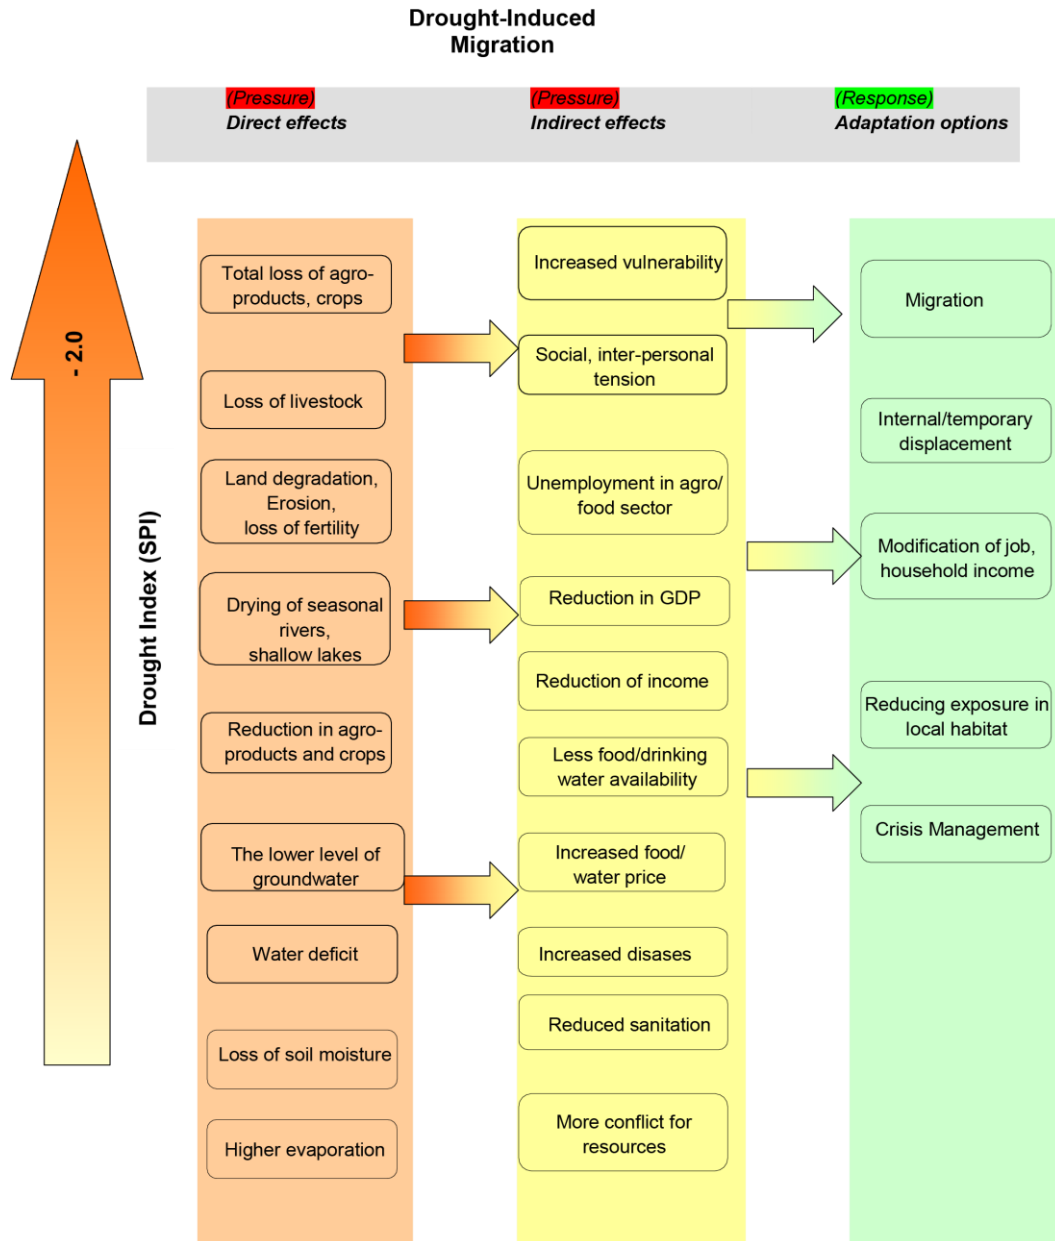 Drought-Induced
Migration
(Pressure)
Direct effects
(Pressure)
Indirect effects
(Response)
Adaptation options
- 2.0
Drought Index (SPI)
Total loss of agro-
products, crops
Loss of livestock
Land degradation,
Erosion,
loss of fertility
Drying of seasonal
rivers,
shallow lakes
Reduction in agro-
products and crops
The lower level of
groundwater
Water deficit
Loss of soil moisture
Higher evaporation
Increased vulnerability
Social, inter-personal
tension
Unemployment in agro/
food sector
Reduction in GDP
Reduction of income
Less food/drinking
water availability
Increased food/
water price
Increased disases
Reduced sanitation
More conflict for
resources
Migration
Internal/temporary
displacement
Modification of job,
household income
Reducing exposure in
local habitat
Crisis Management